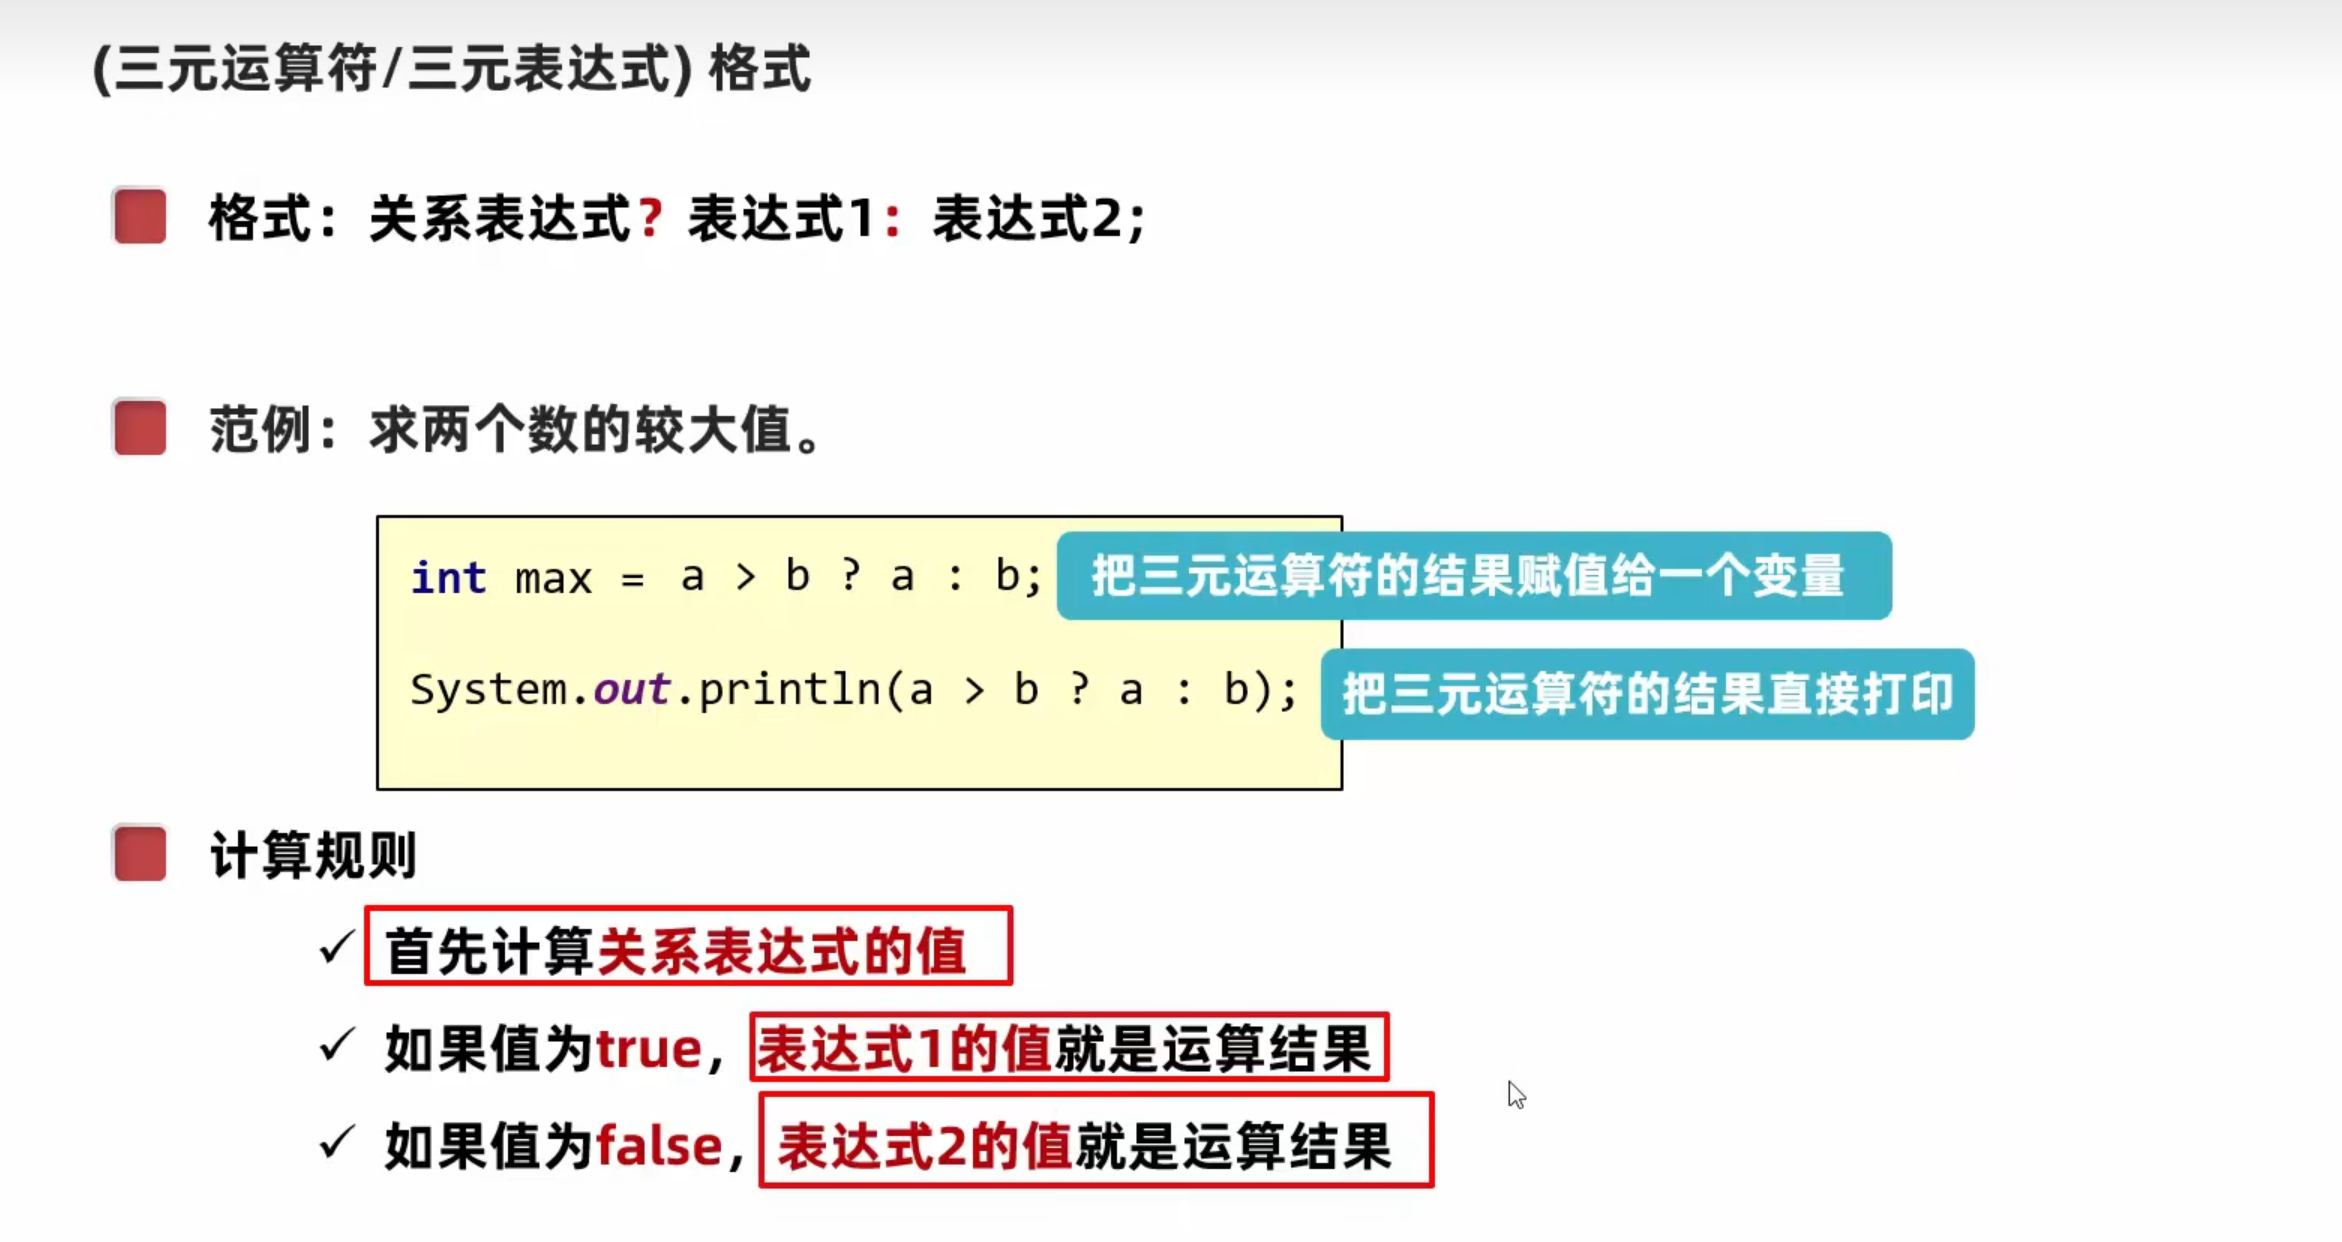 (三元运算符/三元表达式) 格式
格式：关系表达式？表达式1：表达式2；
范例：求两个数的较大值。
int max = a > b ? a : b; 把三元运算符的结果赋值给一个变量
System.out.println(a > b ? a : b); 把三元运算符的结果直接打印
计算规则
✓ 首先计算关系表达式的值
✓ 如果值为true，表达式1的值就是运算结果
✓ 如果值为false，表达式2的值就是运算结果